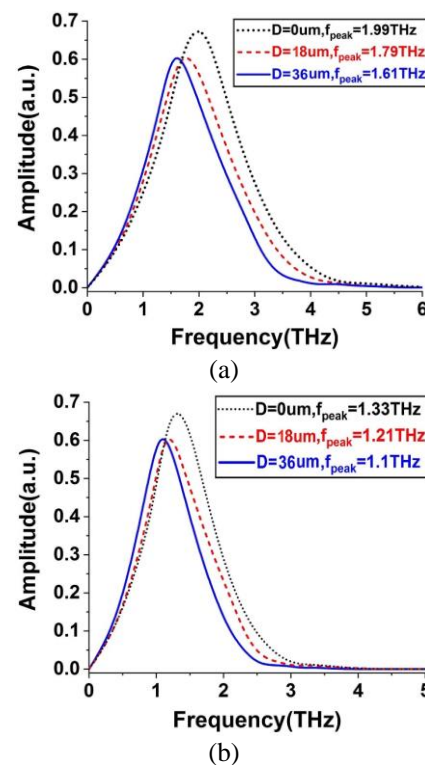 D=0um,fpeak=1.99THz
D=18um,fpeak=1.79THz
D=36um,fpeak=1.61THz
Amplitude(a.u.)
0.7
0.6
0.5
0.4
0.3
0.2
0.1
0.0
0 1 2 3 4 5 6
Frequency(THz)
(a)
D=0um,fpeak=1.33THz
D=18um,fpeak=1.21THz
D=36um,fpeak=1.1THz
Amplitude(a.u.)
0.7
0.6
0.5
0.4
0.3
0.2
0.1
0.0
0 1 2 3 4 5
Frequency(THz)
(b)